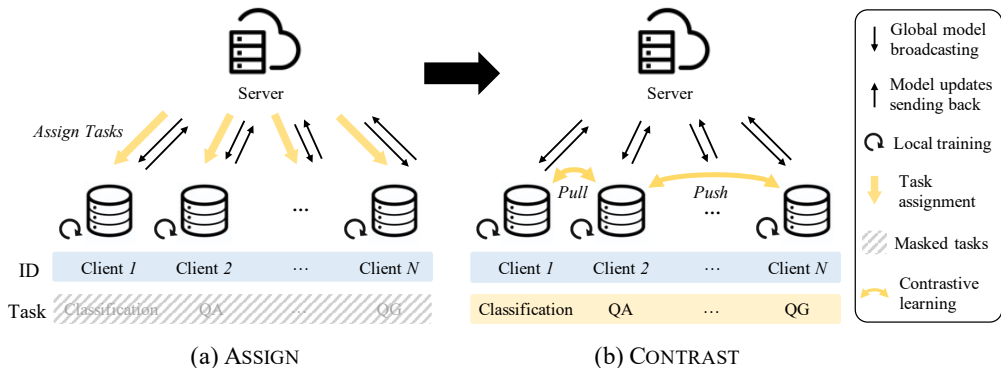 Server
Assign Tasks
...
ID
Client 1
Client 2
...
Client N
Task
Classification
QA
...
QG
(a) ASSIGN
Server
Pull
Push
...
Client 1
Client 2
...
Client N
Classification
QA
...
QG
(b) CONTRAST
Global model
broadcasting
Model updates
sending back
Local training
Task
assignment
Masked tasks
Contrastive
learning